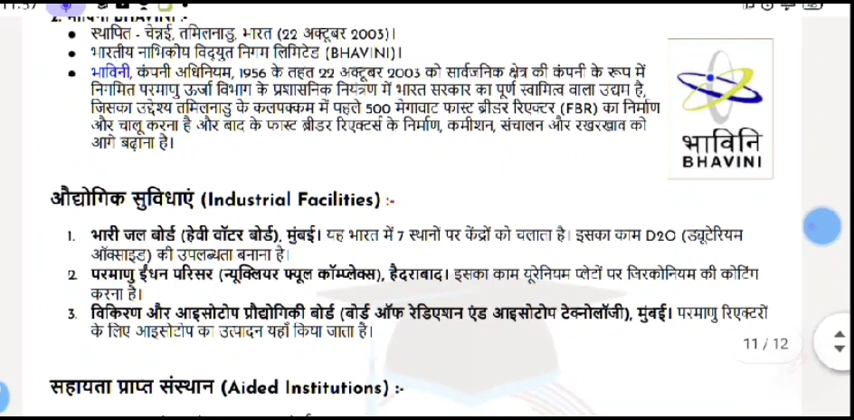 11:37
2. भाविनी BHAVINI :-
स्थापित - चेन्नई, तमिलनाडु, भारत (22 अक्टूबर 2003)।
भारतीय नाभिकीय विद्युत निगम लिमिटेड (BHAVINI)।
भाविनी, कंपनी अधिनियम, 1956 के तहत 22 अक्टूबर 2003 को सार्वजनिक क्षेत्र की कंपनी के रूप में
निगमित परमाणु ऊर्जा विभाग के प्रशासनिक नियंत्रण में भारत सरकार का पूर्ण स्वामित्व वाला उद्यम है,
जिसका उद्देश्य तमिलनाडु के कलपक्कम में पहले 500 मेगावाट फास्ट ब्रीडर रिएक्टर (FBR) का निर्माण
और चालू करना है और बाद के फास्ट ब्रीडर रिएक्टर्स के निर्माण, कमीशन, संचालन और रखरखाव को
आगे बढ़ाना है।
भाविनि
BHAVINI
औद्योगिक सुविधाएं (Industrial Facilities) :-
1. भारी जल बोर्ड (हेवी वॉटर बोर्ड), मुंबई। यह भारत में 7 स्थानों पर केंद्रों को चलाता है। इसका काम D2O (ड्यूटेरियम
ऑक्साइड) की उपलब्धता बनाना है।
2 परमाणु ईंधन परिसर (न्यूक्लियर फ्यूल कॉम्प्लेक्स), हैदराबाद। इसका काम यूरेनियम प्लेटों पर जिरकोनियम की कोटिंग
करना है।
3. विकिरण और आइसोटोप प्रौद्योगिकी बोर्ड (बोर्ड ऑफ रेडिएशन एंड आइसोटोप टेक्नोलॉजी), मुंबई। परमाणु रिएक्टरों
के लिए आइसोटोप का उत्पादन यहाँ किया जाता है।
11 / 12
सहायता प्राप्त संस्थान (Aided Institutions) :-